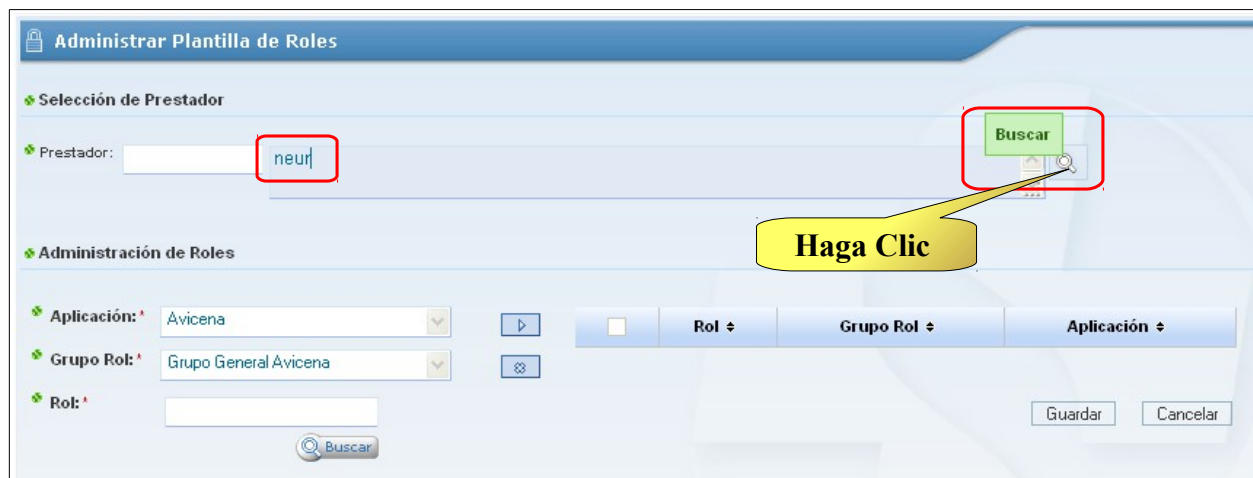 Administrar Plantilla de Roles
Selección de Prestador
Buscar
Prestador: neur
Haga Clic
Administración de Roles
Aplicación:* Avicena
Rol Grupo Rol Aplicación
Grupo Rol:* Grupo General Avicena
Rol:*
Guardar Cancelar
Buscar